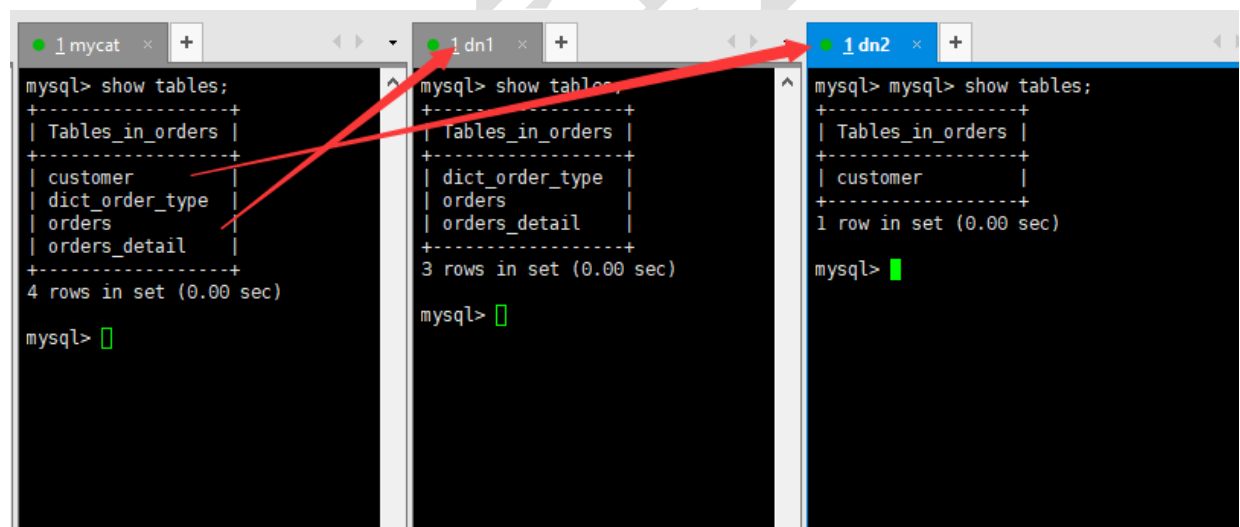 1 mycat × +
mysql> show tables;
+------------------+
| Tables_in_orders |
+------------------+
| customer |
| dict_order_type |
| orders |
| orders_detail |
+------------------+
4 rows in set (0.00 sec)
mysql>
1 dn1 × +
mysql> show tables;
+------------------+
| Tables_in_orders |
+------------------+
| dict_order_type |
| orders |
| orders_detail |
+------------------+
3 rows in set (0.00 sec)
mysql>
1 dn2 × +
mysql> mysql> show tables;
+------------------+
| Tables_in_orders |
+------------------+
| customer |
+------------------+
1 row in set (0.00 sec)
mysql>